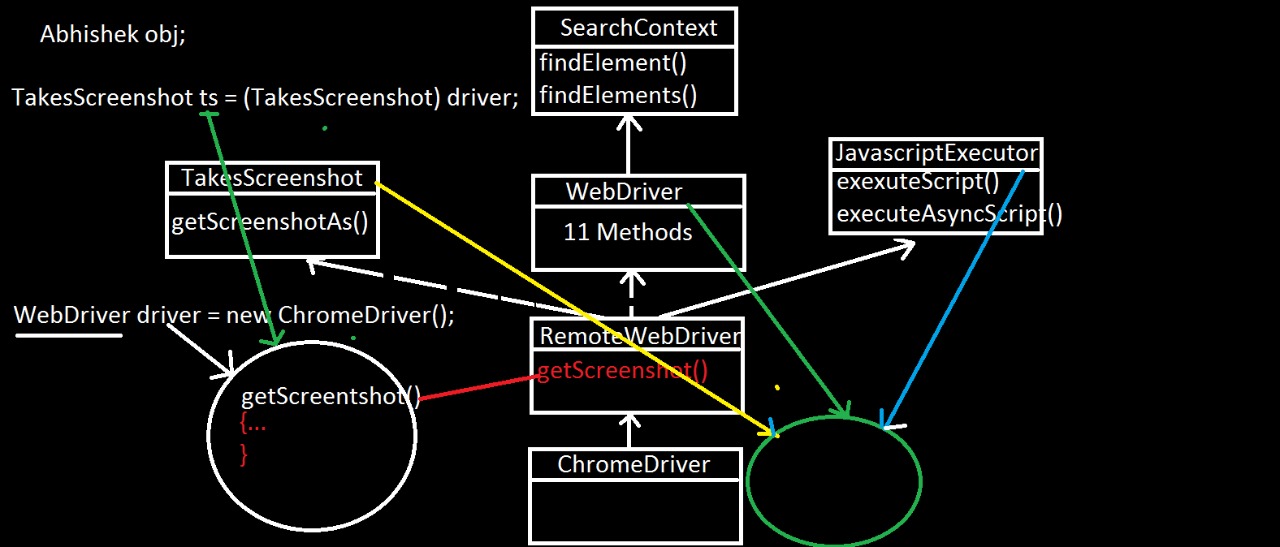 Abhishek obj;
TakesScreenshot ts = (TakesScreenshot) driver;
SearchContext
findElement()
findElements()
TakesScreenshot
getScreenshotAs()
WebDriver
11 Methods
JavascriptExecutor
exexuteScript()
executeAsyncScript()
WebDriver driver = new ChromeDriver();
RemoteWebDriver
getScreenshot()
getScreentshot()
{...
}
ChromeDriver